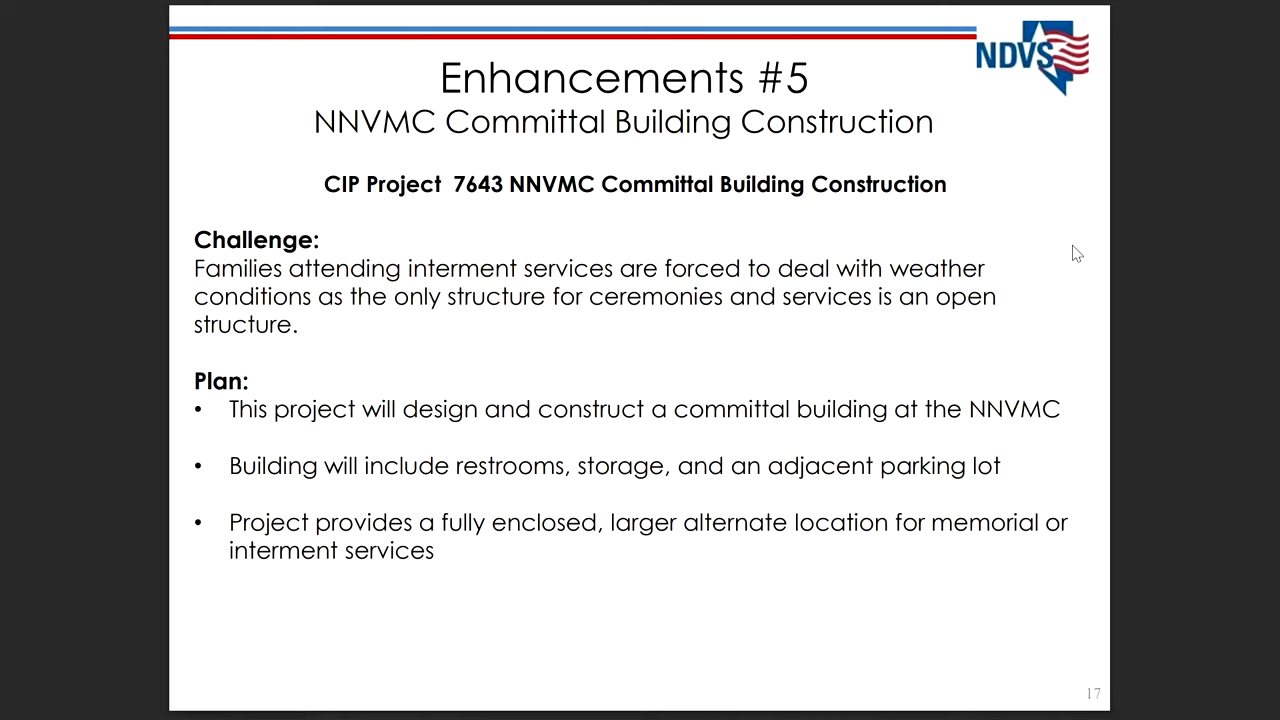 NDVS
Enhancements #5
NNVMC Committal Building Construction
CIP Project 7643 NNVMC Committal Building Construction
Challenge:
Families attending interment services are forced to deal with weather
conditions as the only structure for ceremonies and services is an open
structure.
Plan:
• This project will design and construct a committal building at the NNVMC
• Building will include restrooms, storage, and an adjacent parking lot
• Project provides a fully enclosed, larger alternate location for memorial or
interment services
17